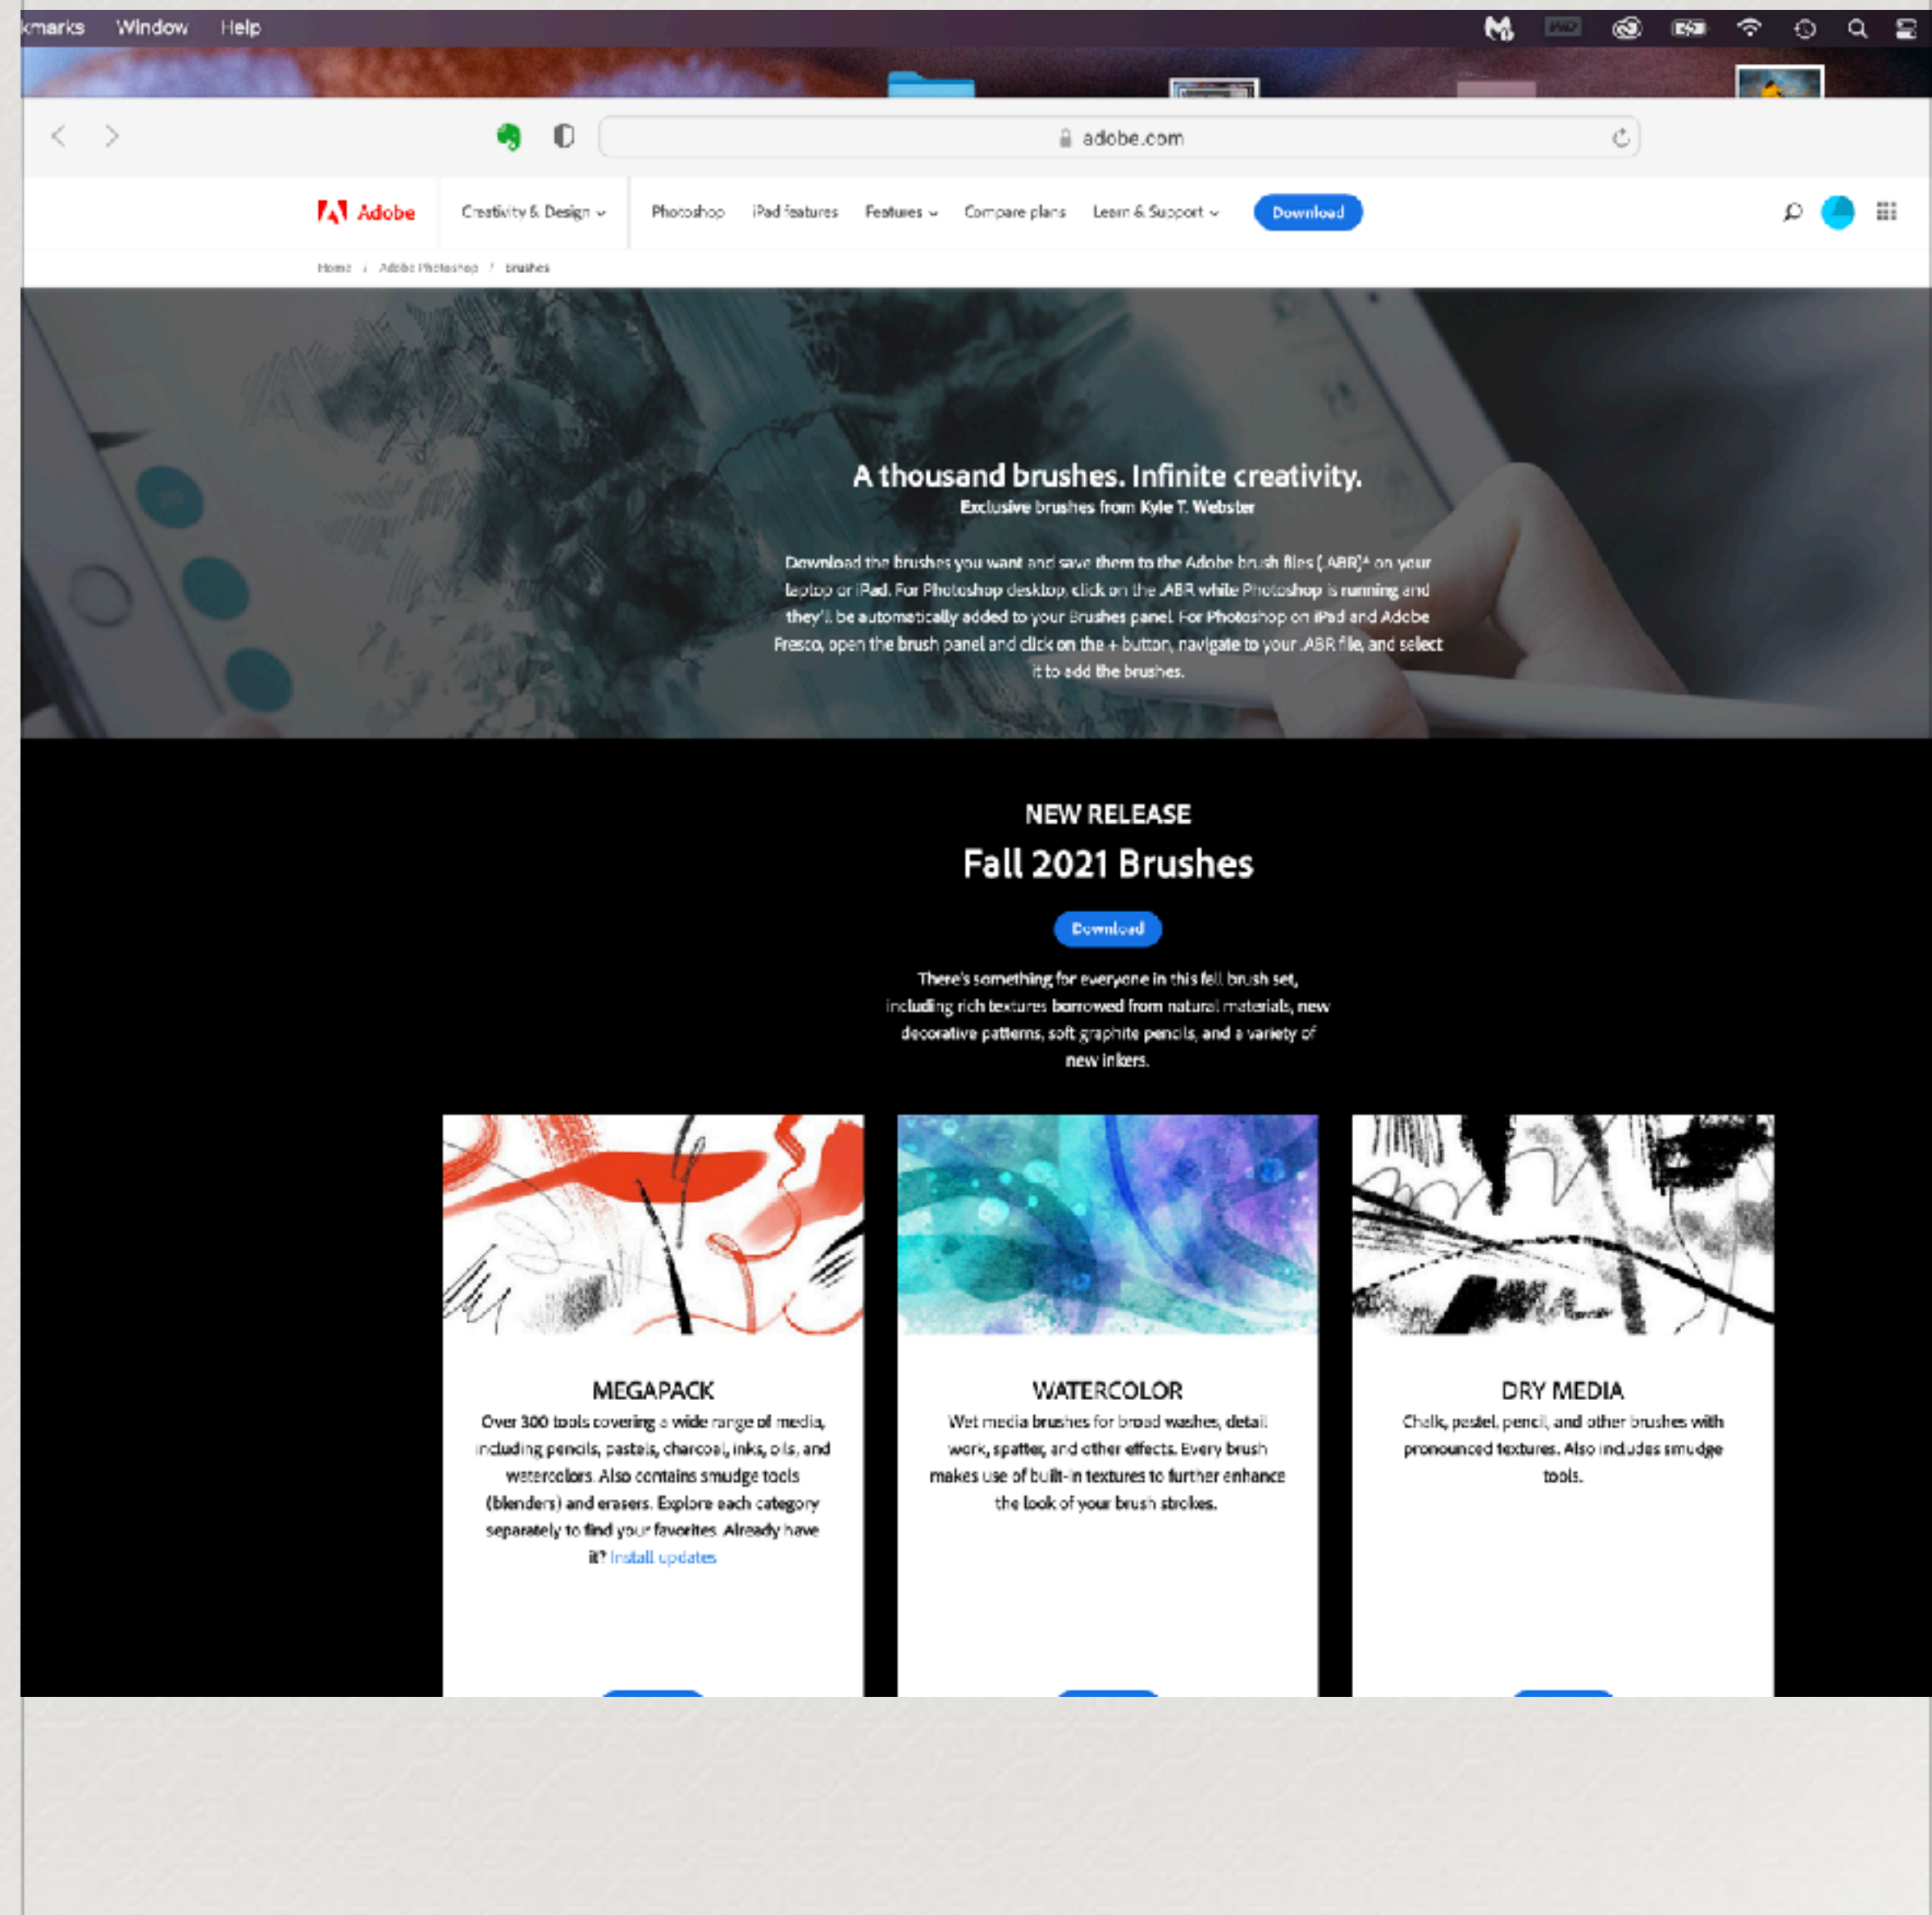 kmarks Window Help
adobe.com
Adobe Creativity & Design Photoshop iPad features Features Compare plans Learn & Support Download
Home / Adobe Photoshop / Brushes
A thousand brushes. Infinite creativity.
Exclusive brushes from Kyle T. Webster
Download the brushes you want and save them to the Adobe brush files (.ABR)* on your
laptop or iPad. For Photoshop desktop, click on the .ABR while Photoshop is running and
they'll be automatically added to your Brushes panel. For Photoshop on iPad and Adobe
Fresco, open the brush panel and click on the + button, navigate to your .ABR file, and select
it to add the brushes.
NEW RELEASE
Fall 2021 Brushes
Download
There's something for everyone in this fall brush set,
including rich textures borrowed from natural materials, new
decorative patterns, soft graphite pencils, and a variety of
new inkers.
MEGAPACK
Over 300 tools covering a wide range of media,
including pencils, pastels, charcoal, inks, oils, and
watercolors. Also contains smudge tools
(blenders) and erasers. Explore each category
separately to find your favorites. Already have
it? Install updates
WATERCOLOR
Wet media brushes for broad washes, detail
work, spatter, and other effects. Every brush
makes use of built-in textures to further enhance
the look of your brush strokes.
DRY MEDIA
Chalk, pastel, pencil, and other brushes with
pronounced textures. Also includes smudge
tools.